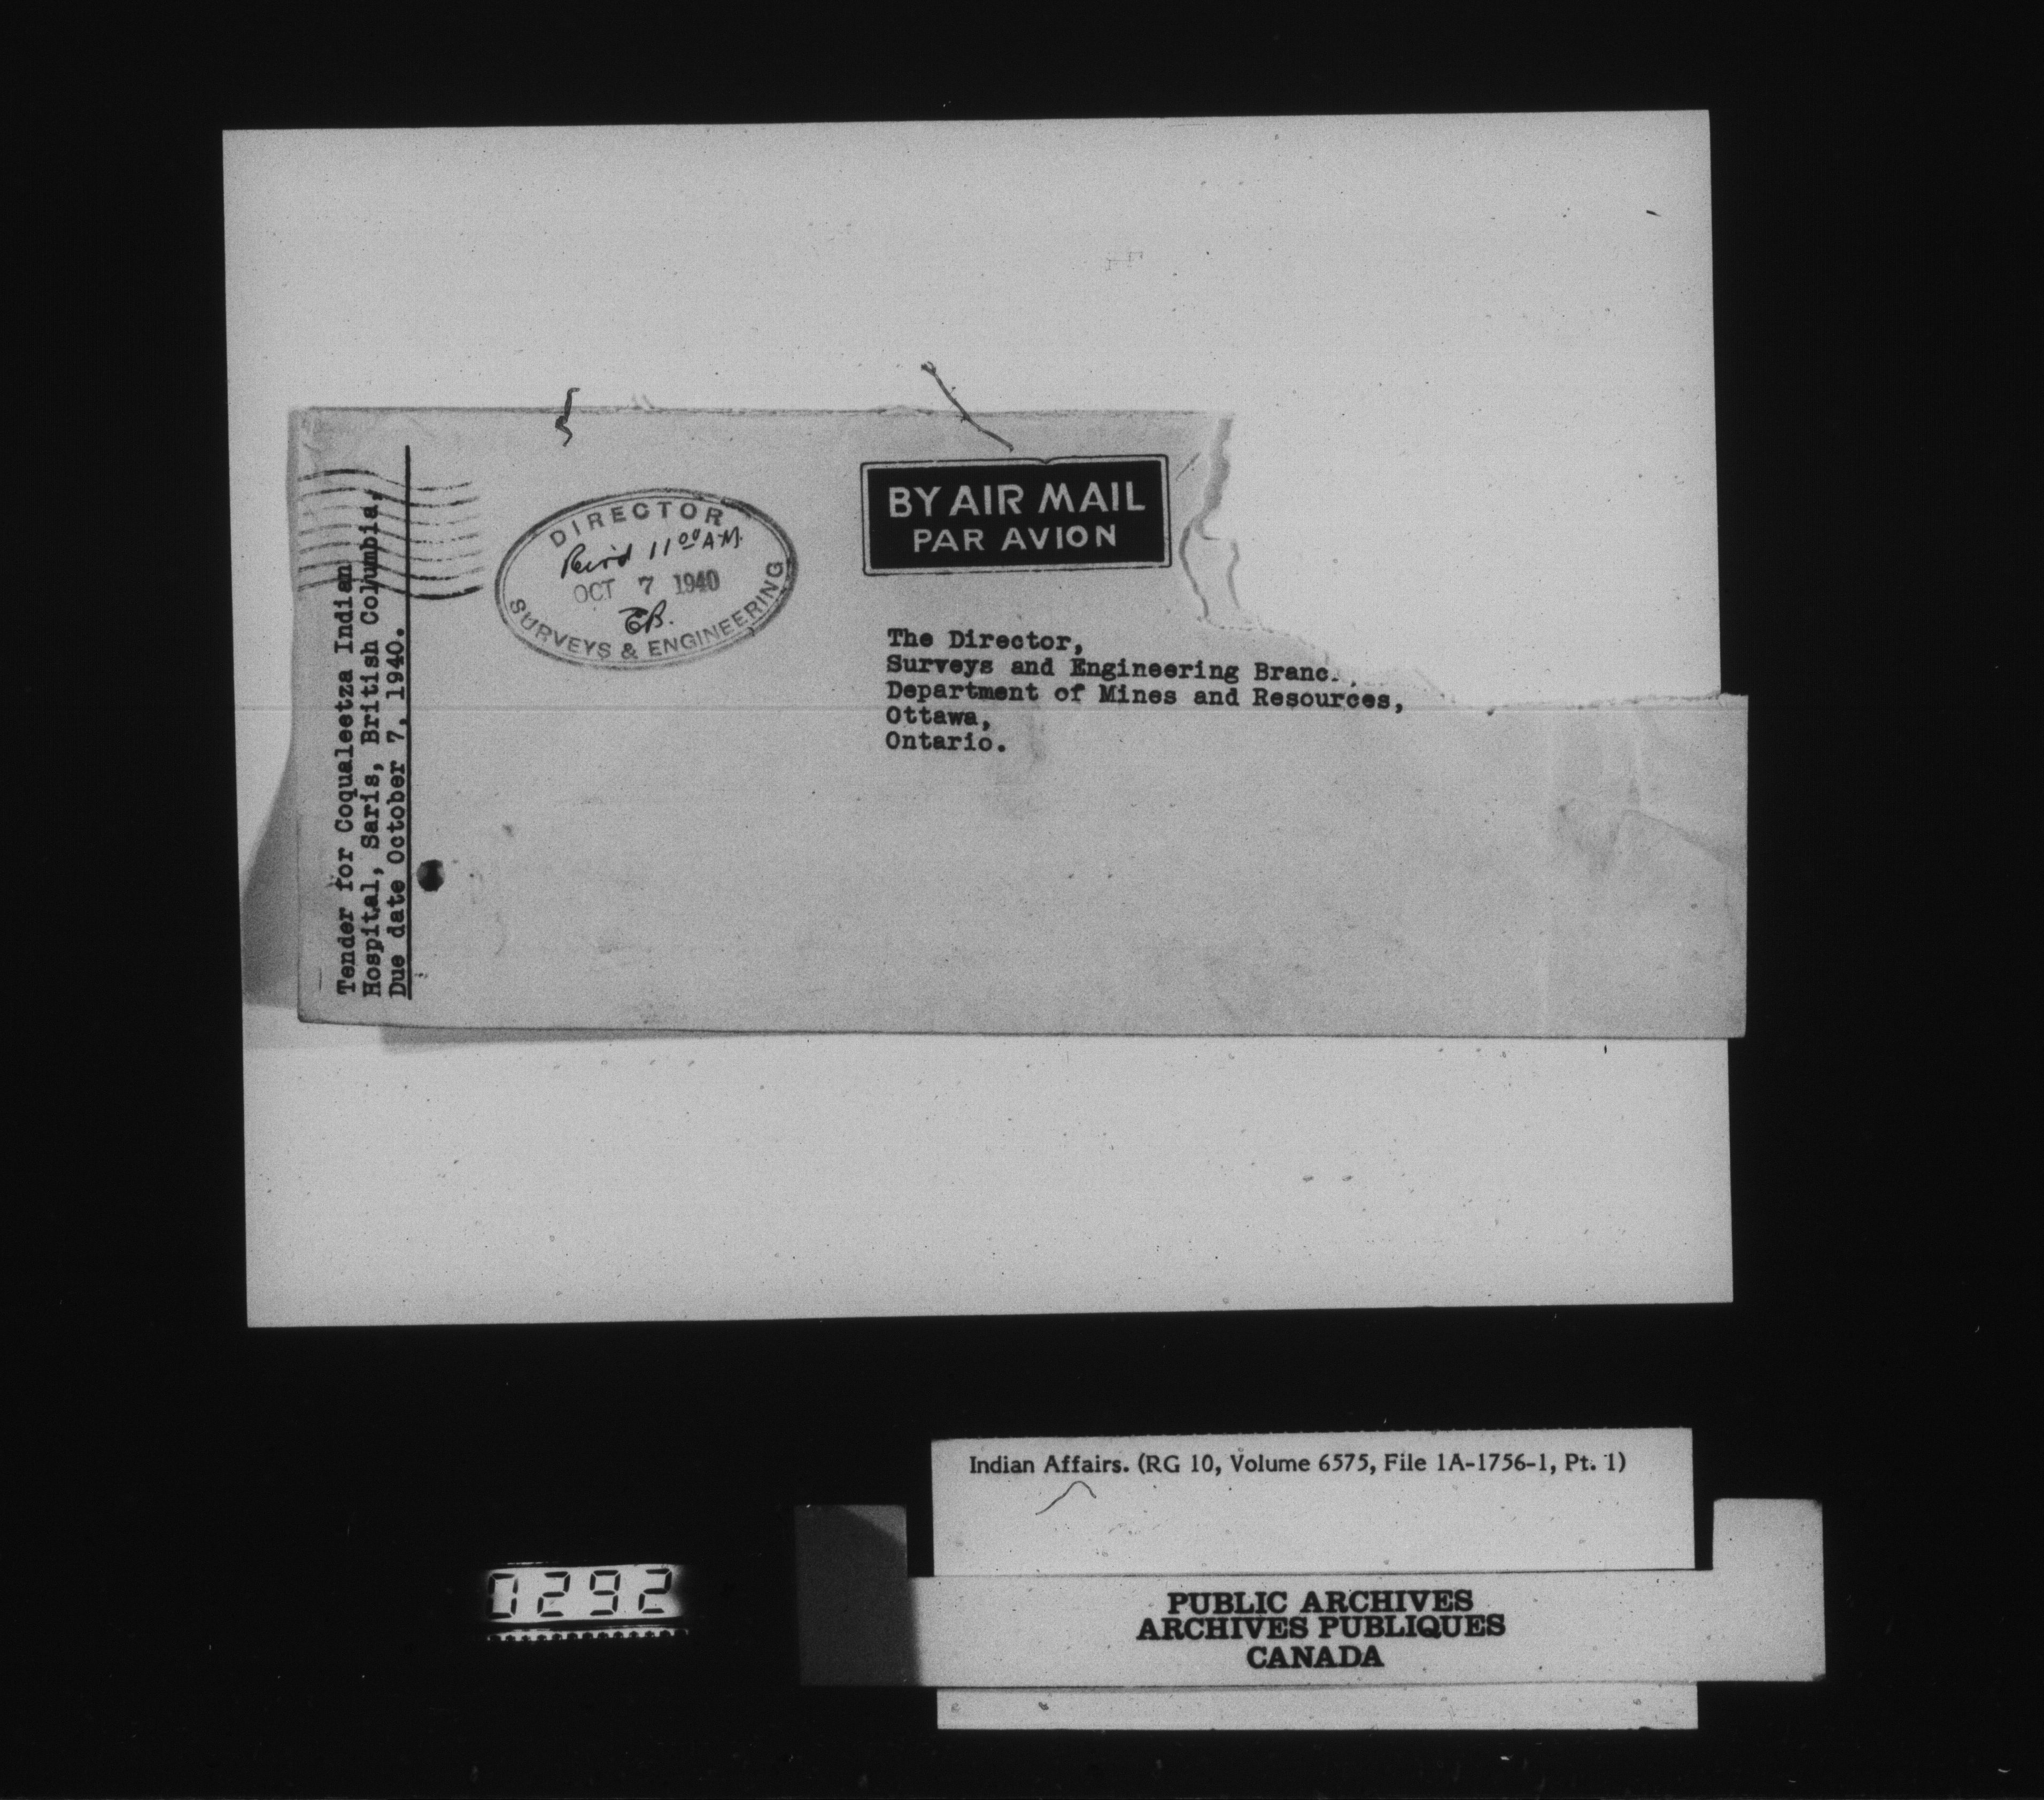 Tender for Coqualeetza Indian
Hospital, Saris, British Columbia,
Due date October 7, 1940.
DIRECTOR
Rec'd 11 00 A.M.
OCT 7 1940
EB.
SURVEYS & ENGINEERING
BY AIR MAIL
PAR AVION
The Director,
Surveys and Engineering Branc
Department of Mines and Resources,
Ottawa,
Ontario.
Indian Affairs. (RG 10, Volume 6575, File 1A-1756-1, Pt. 1)
0292
PUBLIC ARCHIVES
ARCHIVES PUBLIQUES
CANADA